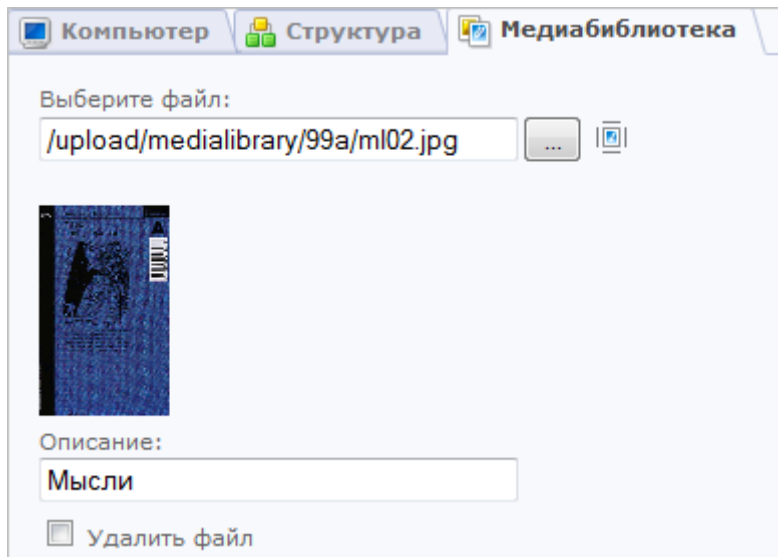 Компьютер Структура Медиабиблиотека
Выберите файл:
/upload/medialibrary/99a/ml02.jpg ...
Описание:
Мысли
Удалить файл